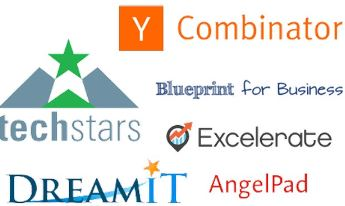 Y Combinator
Blueprint for Business
techstars
Excelerate
DREAMIT
AngelPad